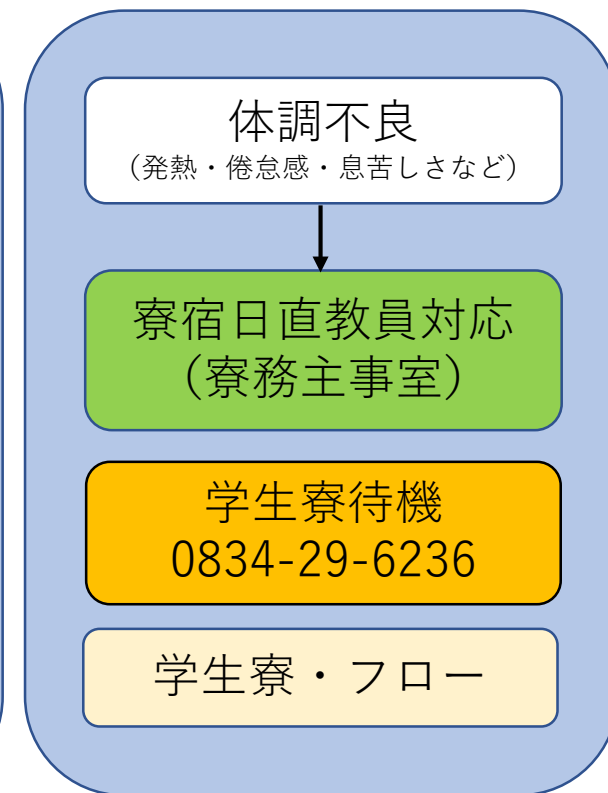 体調不良
（発熱・倦怠感・息苦しさなど）
寮宿日直教員対応
（寮務主事室）
学生寮待機
0834-29-6236
学生寮・フロー